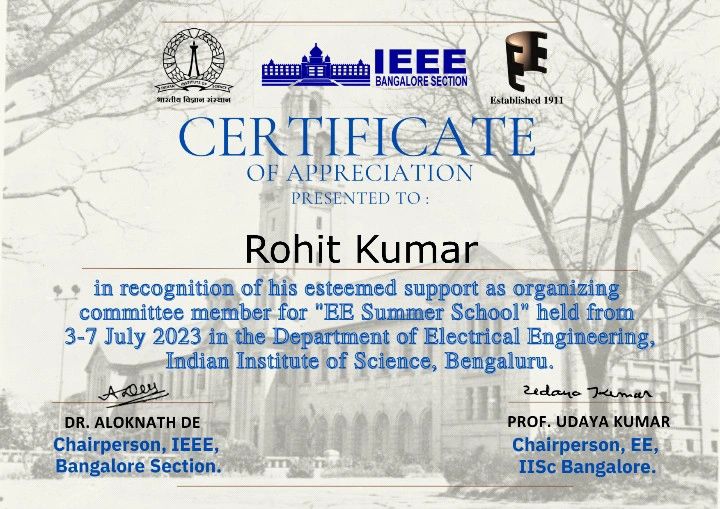 भारतीय विज्ञान संस्थान
IEEE
BANGALORE SECTION
Established 1911
CERTIFICATE
OF APPRECIATION
PRESENTED TO :
Rohit Kumar
in recognition of his esteemed support as organizing
committee member for "EE Summer School" held from
3-7 July 2023 in the Department of Electrical Engineering,
Indian Institute of Science, Bengaluru.
Udaya Kumar
DR. ALOKNATH DE
Chairperson, IEEE,
Bangalore Section.
PROF. UDAYA KUMAR
Chairperson, EE,
IISc Bangalore.